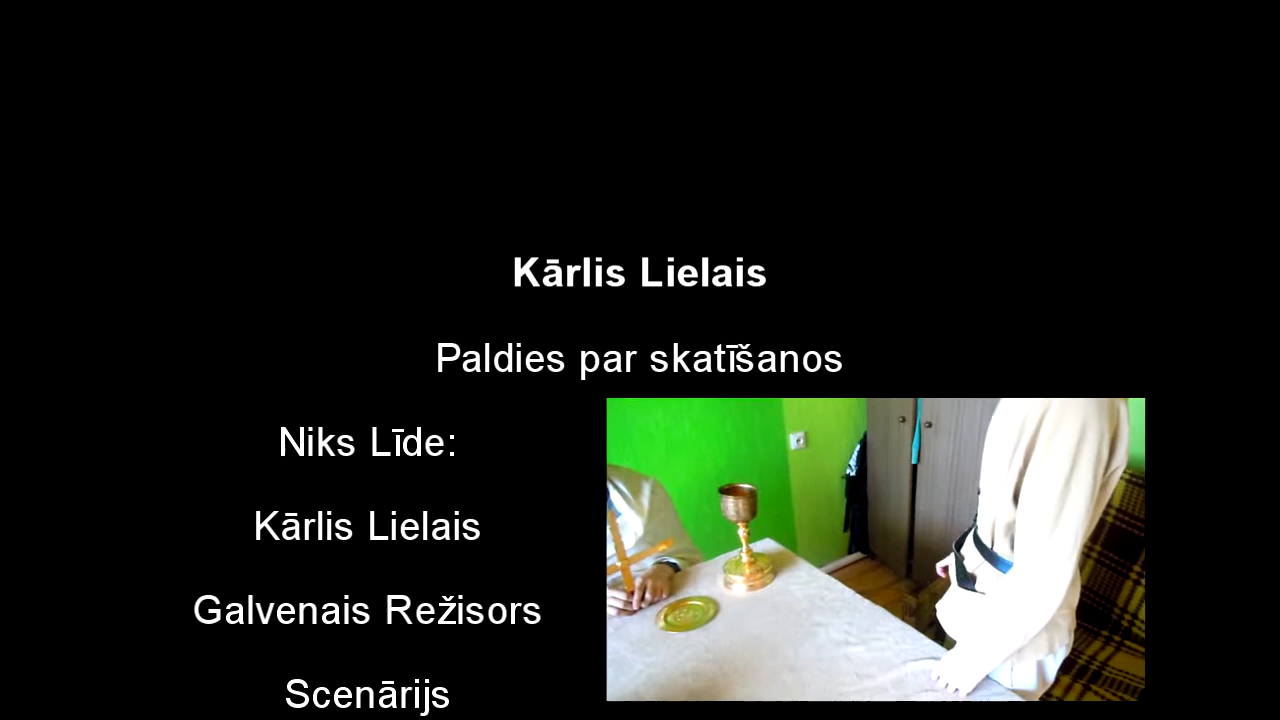 Kārlis Lielais
Paldies par skatīšanos
Niks Līde:
Kārlis Lielais
Galvenais Režisors
Scenārijs